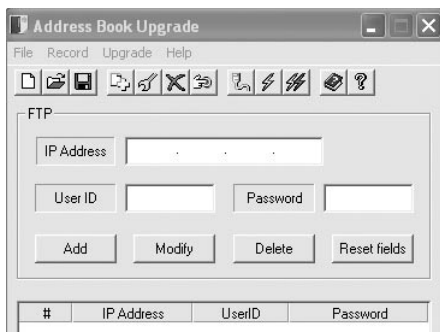 Address Book Upgrade
File Record Upgrade Help
FTP
IP Address . . .
User ID Password
Add Modify Delete Reset fields
# IP Address UserID Password